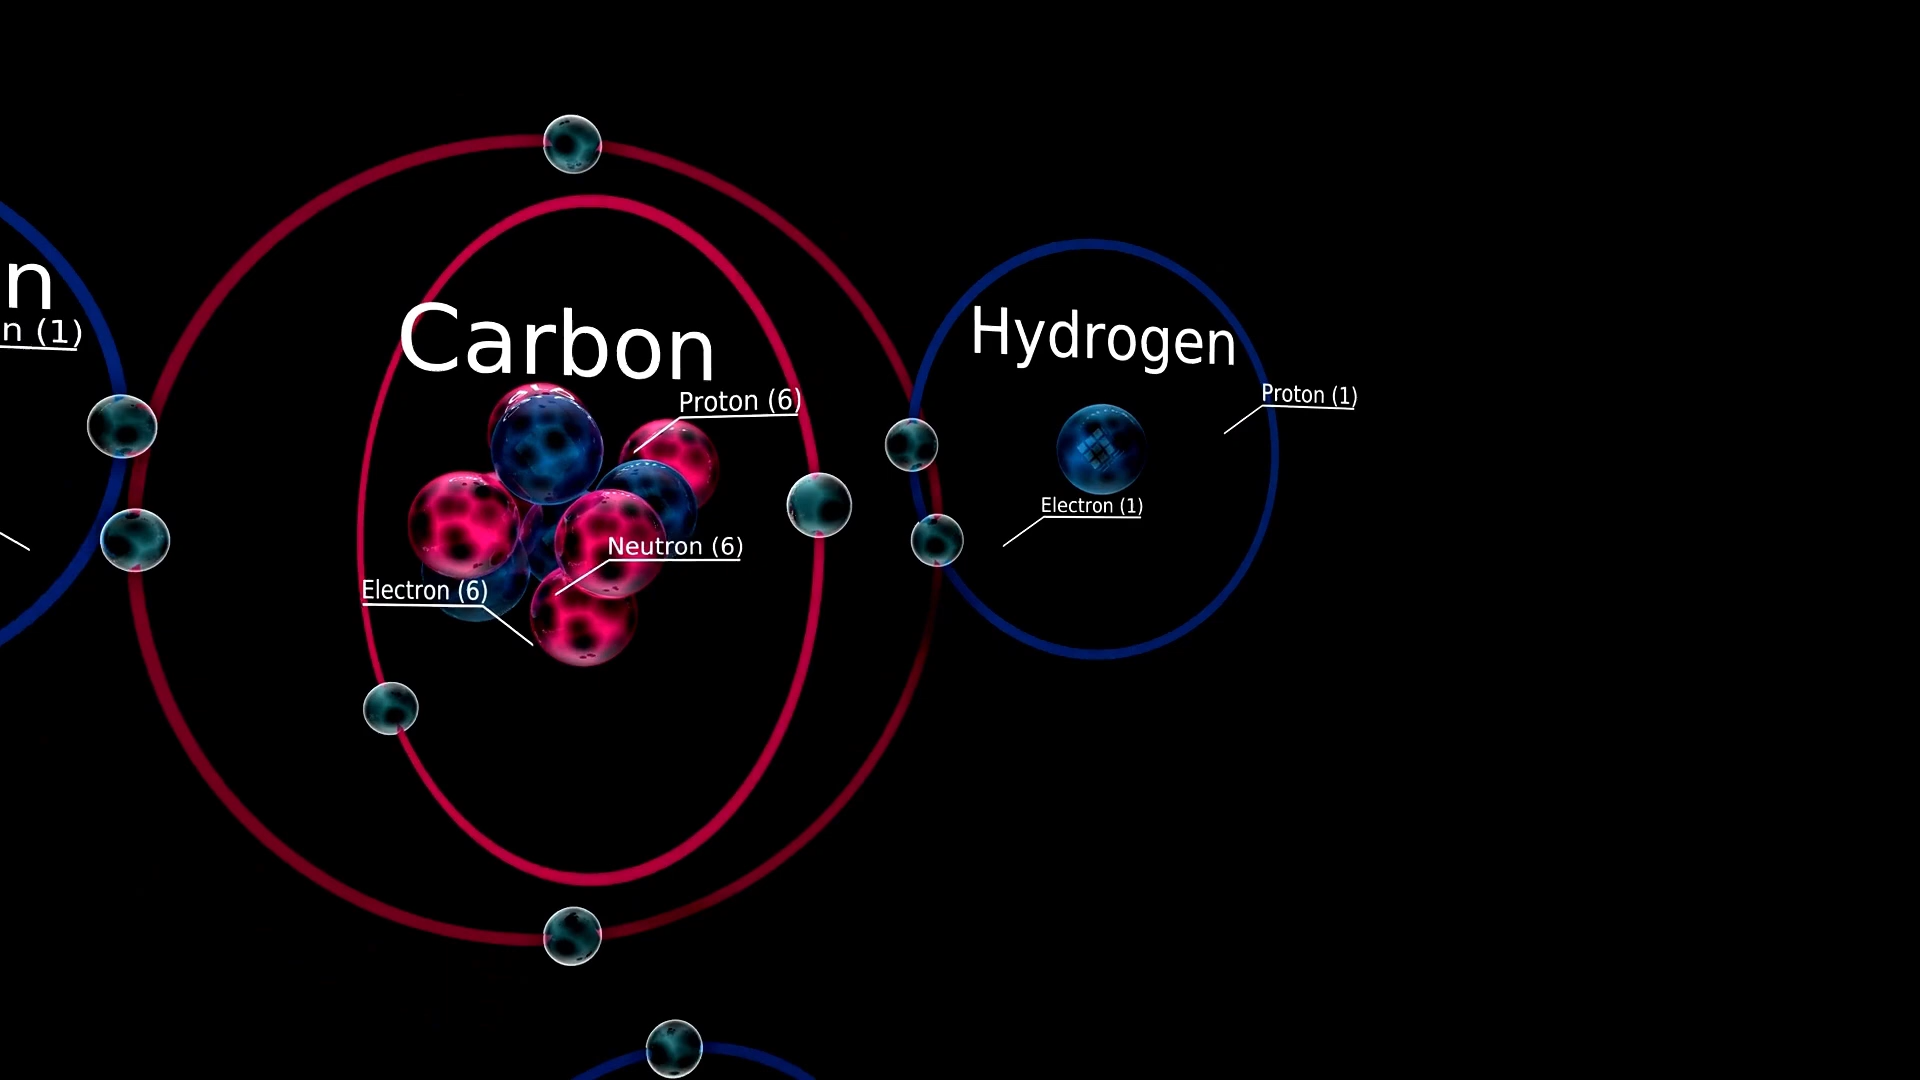 n
n (1)
Carbon
Proton (6)
Neutron (6)
Electron (6)
Hydrogen
Proton (1)
Electron (1)